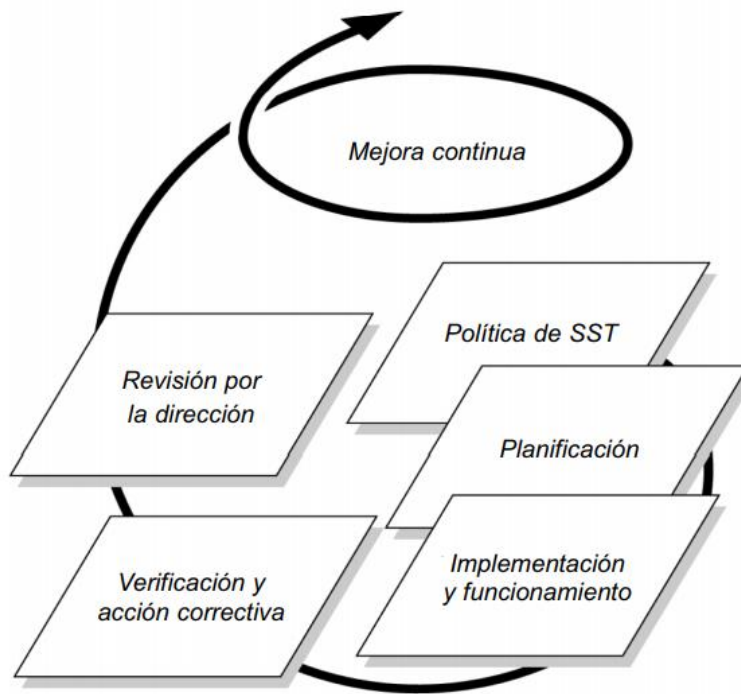 Mejora continua
Política de SST
Revisión por
la dirección
Planificación
Implementación
y funcionamiento
Verificación y
acción correctiva